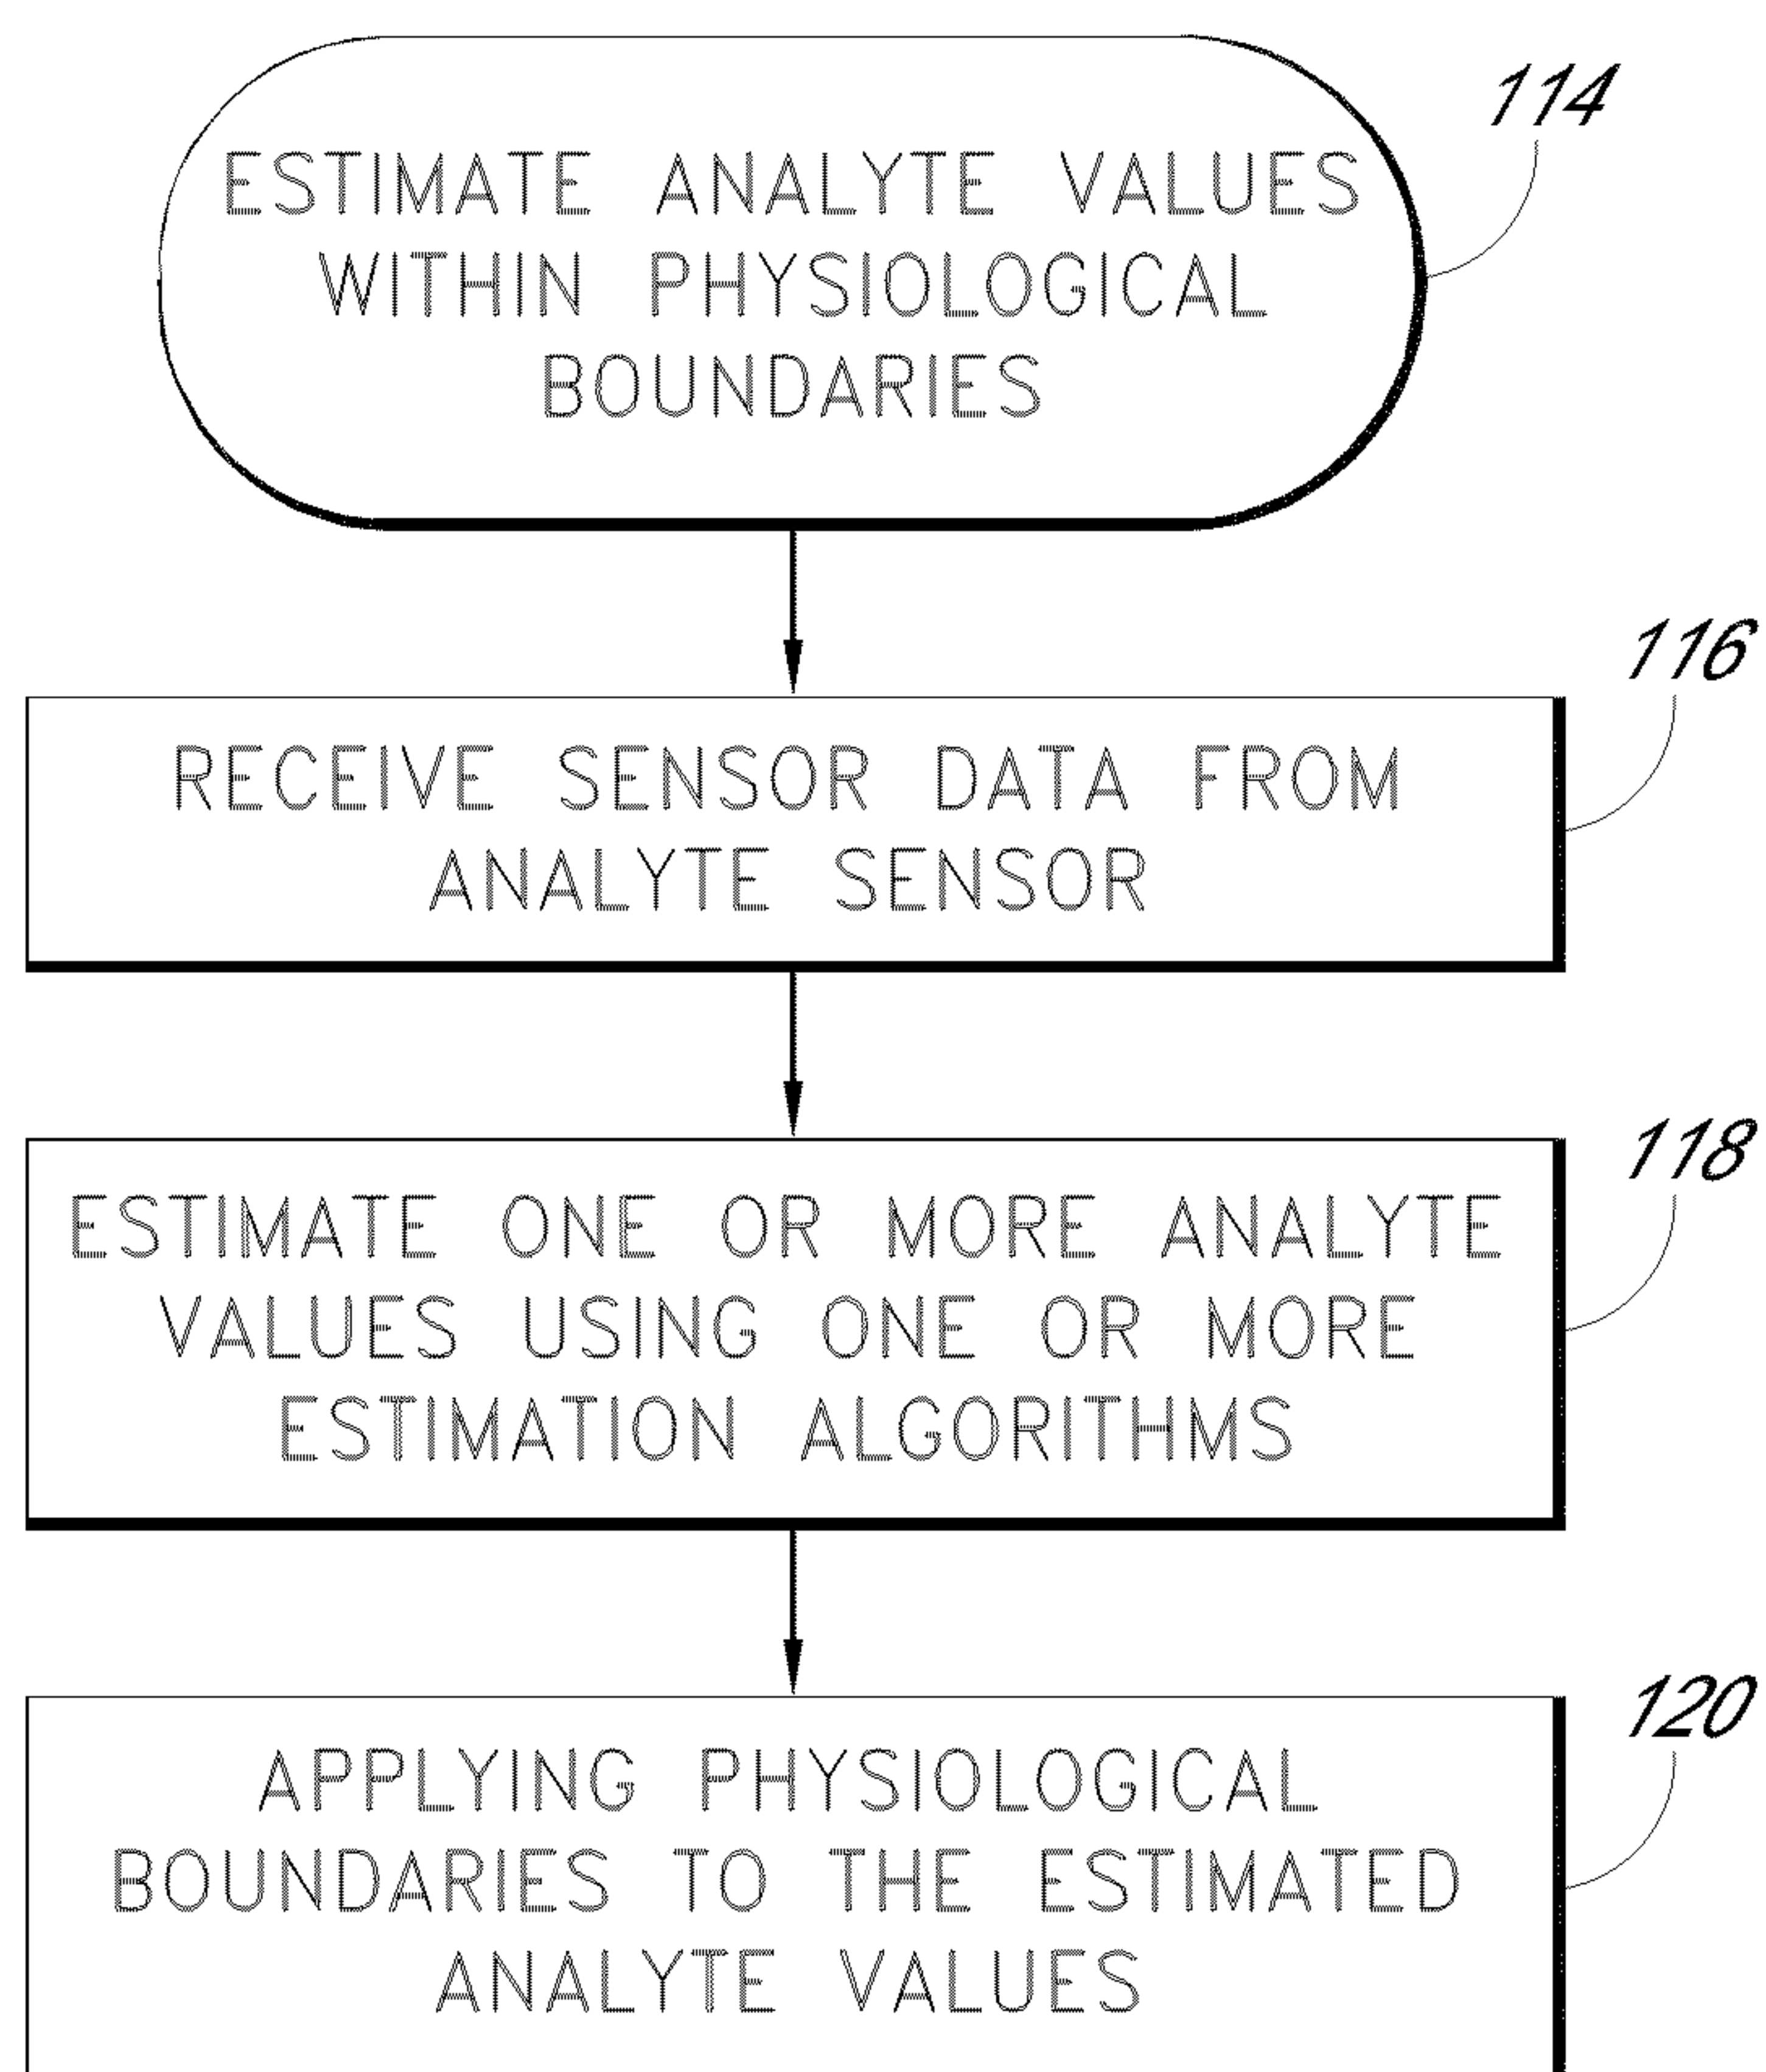 114
ESTIMATE ANALYTE VALUES
WITHIN PHYSIOLOGICAL
BOUNDARIES
116
RECEIVE SENSOR DATA FROM
ANALYTE SENSOR
118
ESTIMATE ONE OR MORE ANALYTE
VALUES USING ONE OR MORE
ESTIMATION ALGORITHMS
120
APPLYING PHYSIOLOGICAL
BOUNDARIES TO THE ESTIMATED
ANALYTE VALUES